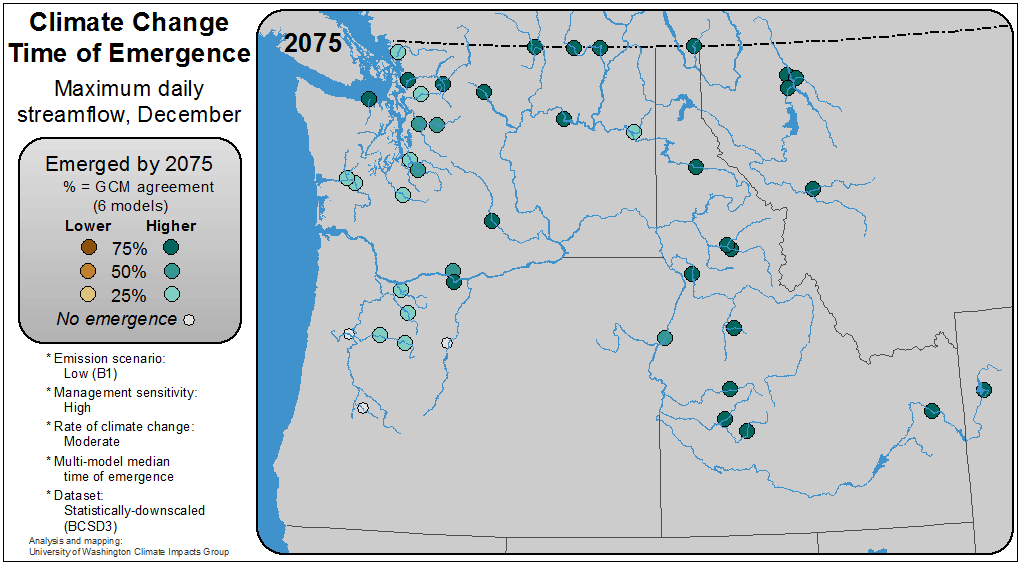 Climate Change
Time of Emergence
Maximum daily
streamflow, December
Emerged by 2075
% = GCM agreement
(6 models)
Lower Higher
75%
50%
25%
No emergence
* Emission scenario:
Low (B1)
* Management sensitivity:
High
* Rate of climate change:
Moderate
* Multi-model median
time of emergence
* Dataset:
Statistically-downscaled
(BCSD3)
Analysis and mapping:
University of Washington Climate Impacts Group
2075